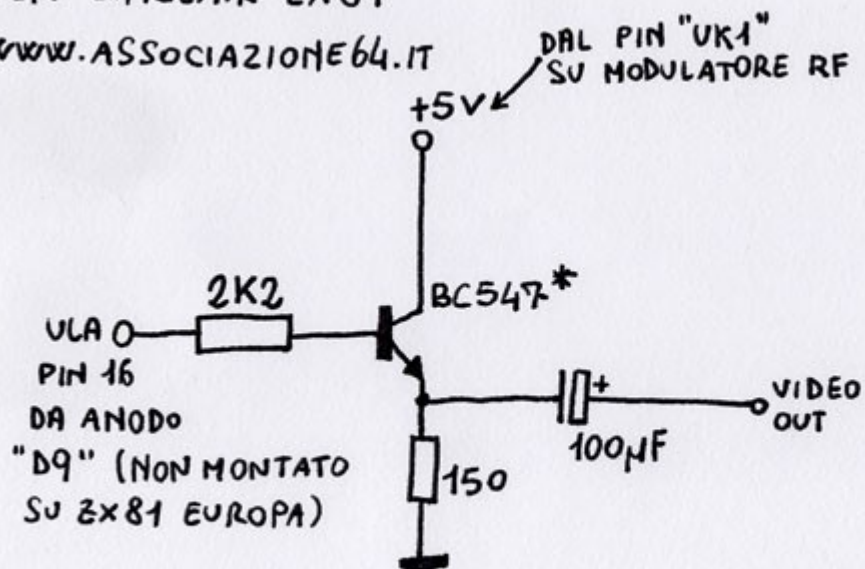 WWW.ASSOCIAZIONE64.IT
DAL PIN "UK1"
SU MODULATORE RF
+5V
2K2
BC547*
ULA
PIN 16
DA ANODO
"D9" (NON MONTATO
SU ZX81 EUROPA)
+
100µF
VIDEO
OUT
150